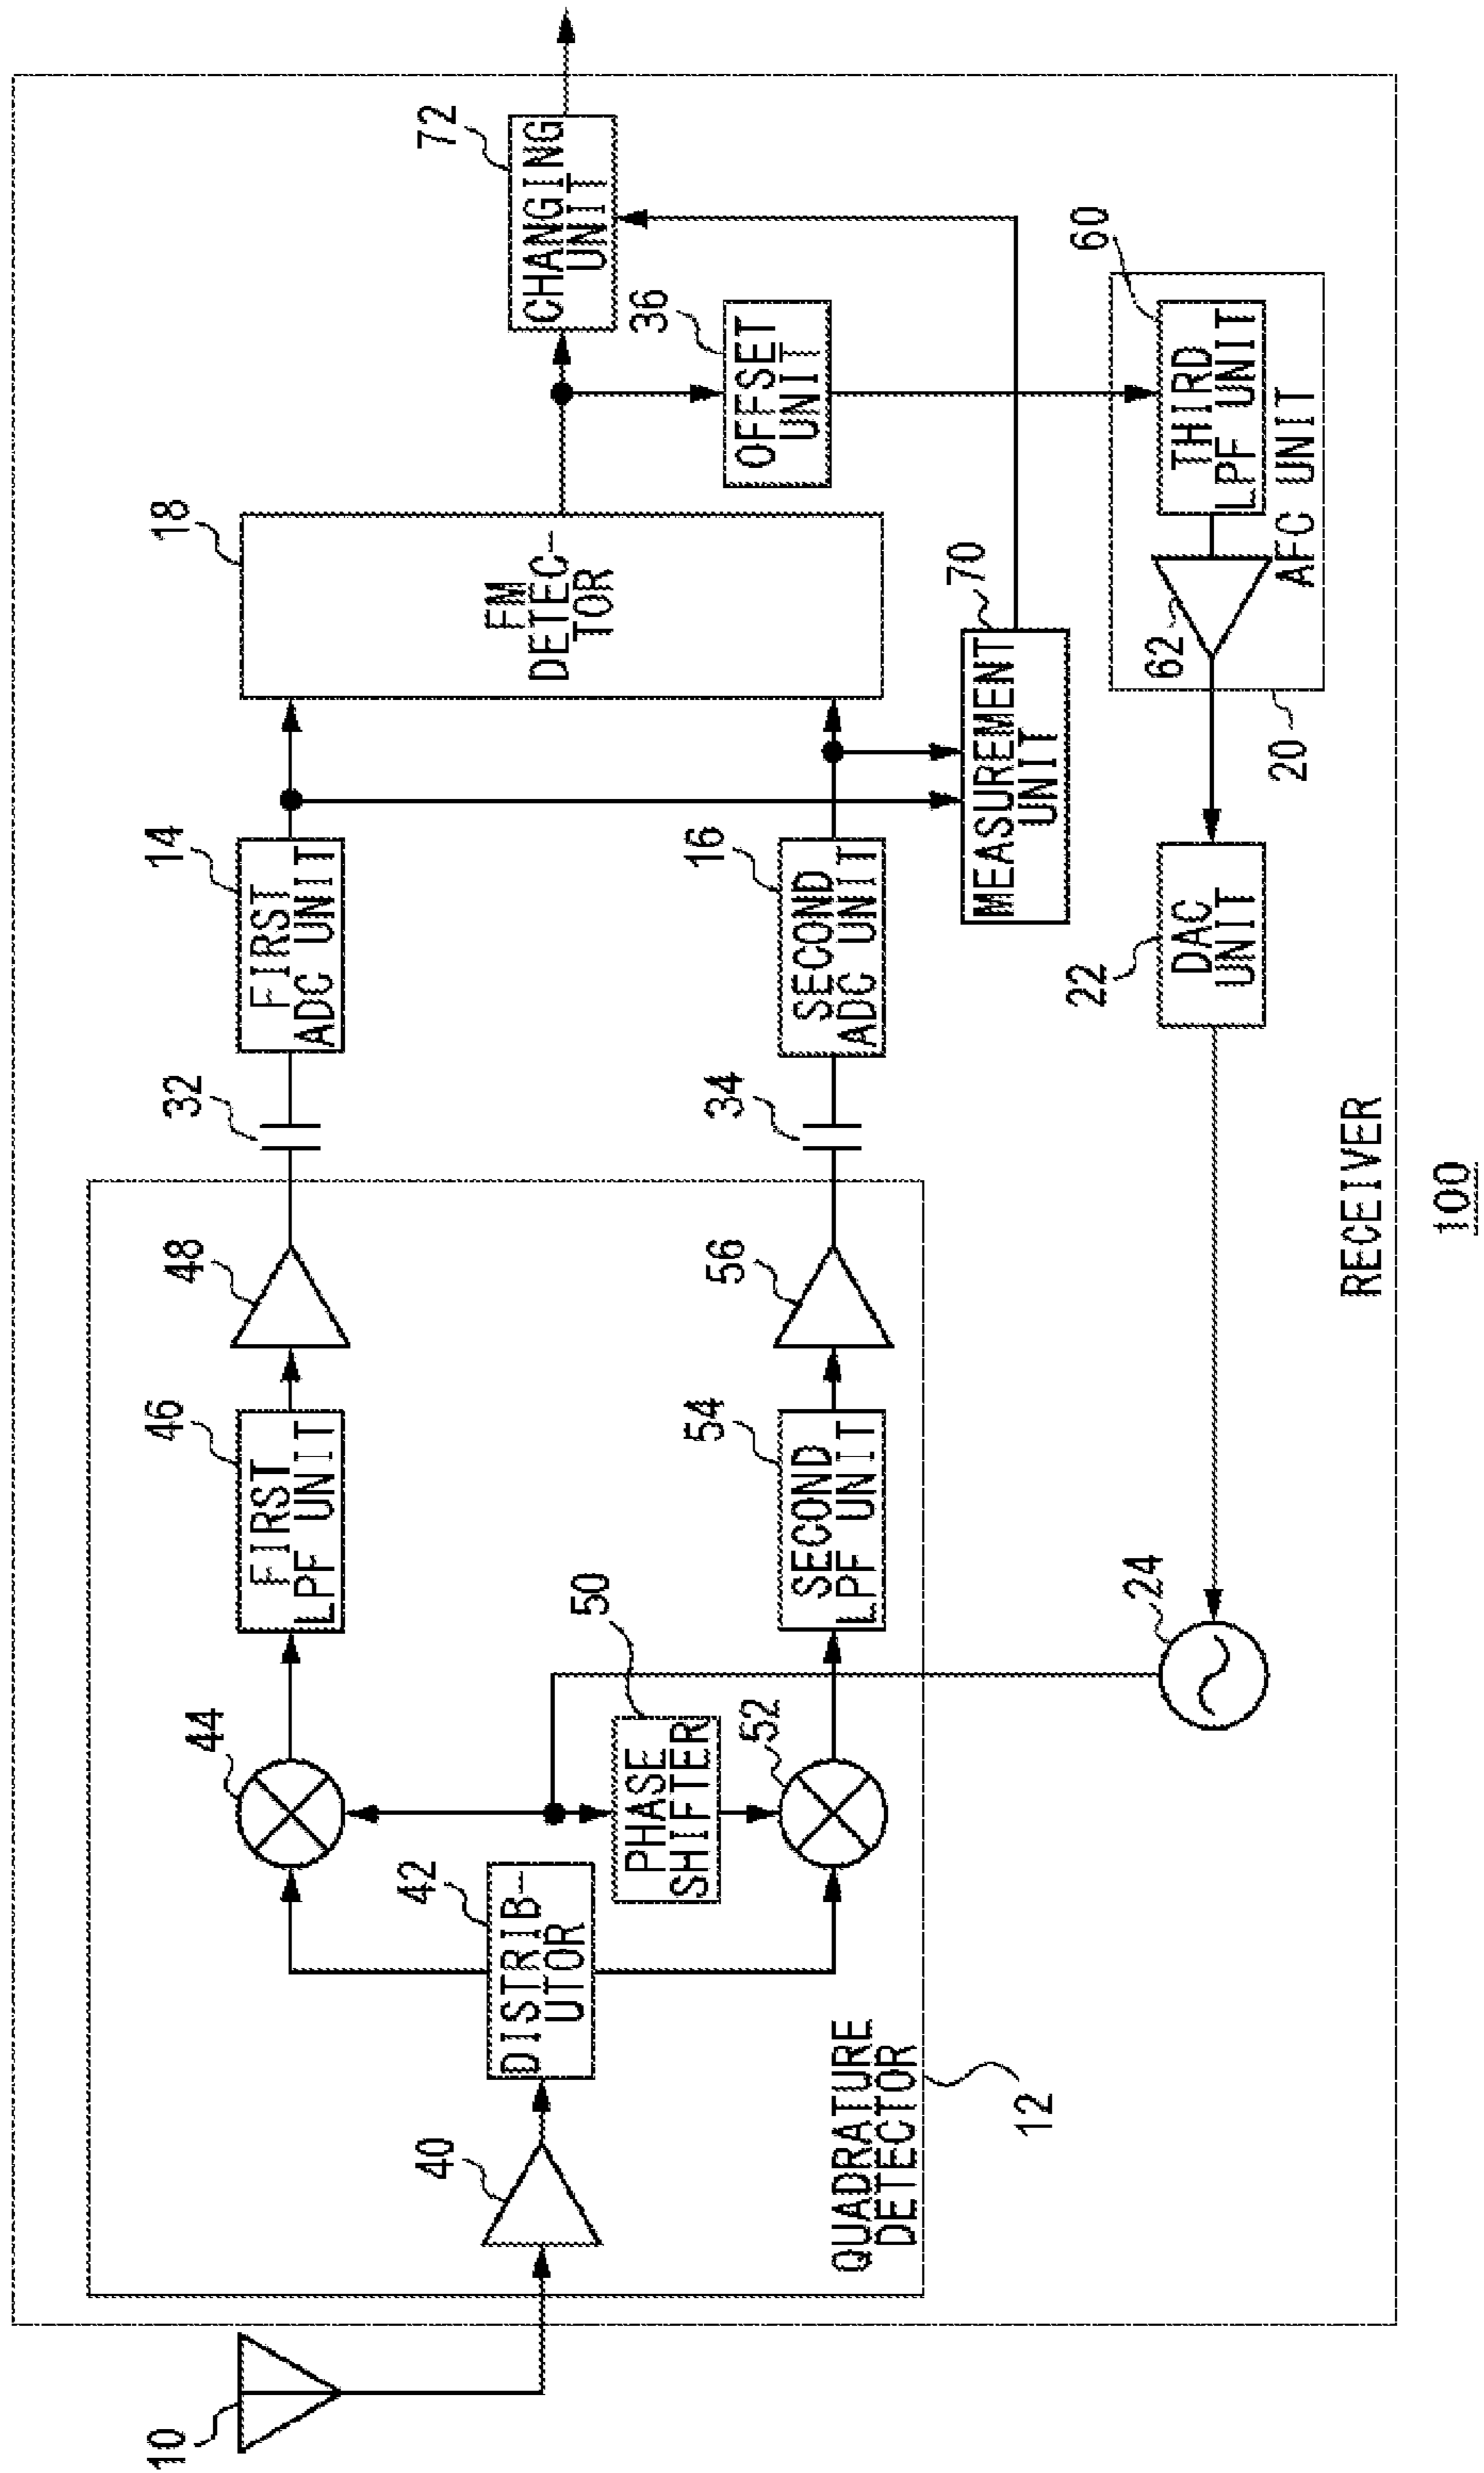 10
40
DISTRIB-
UTOR
42
44
PHASE
SHIFTER
50
52
FIRST
LPF UNIT
46
SECOND
LPF UNIT
54
48
56
QUADRATURE
DETECTOR
12
32
34
FIRST
ADC UNIT
14
SECOND
ADC UNIT
16
FM
DETEC-
TOR
18
MEASUREMENT
UNIT
70
OFFSET
UNIT
36
CHANGING
UNIT
72
THIRD
LPF UNIT
60
62
AFC UNIT
20
DAC
UNIT
22
24
RECEIVER
100